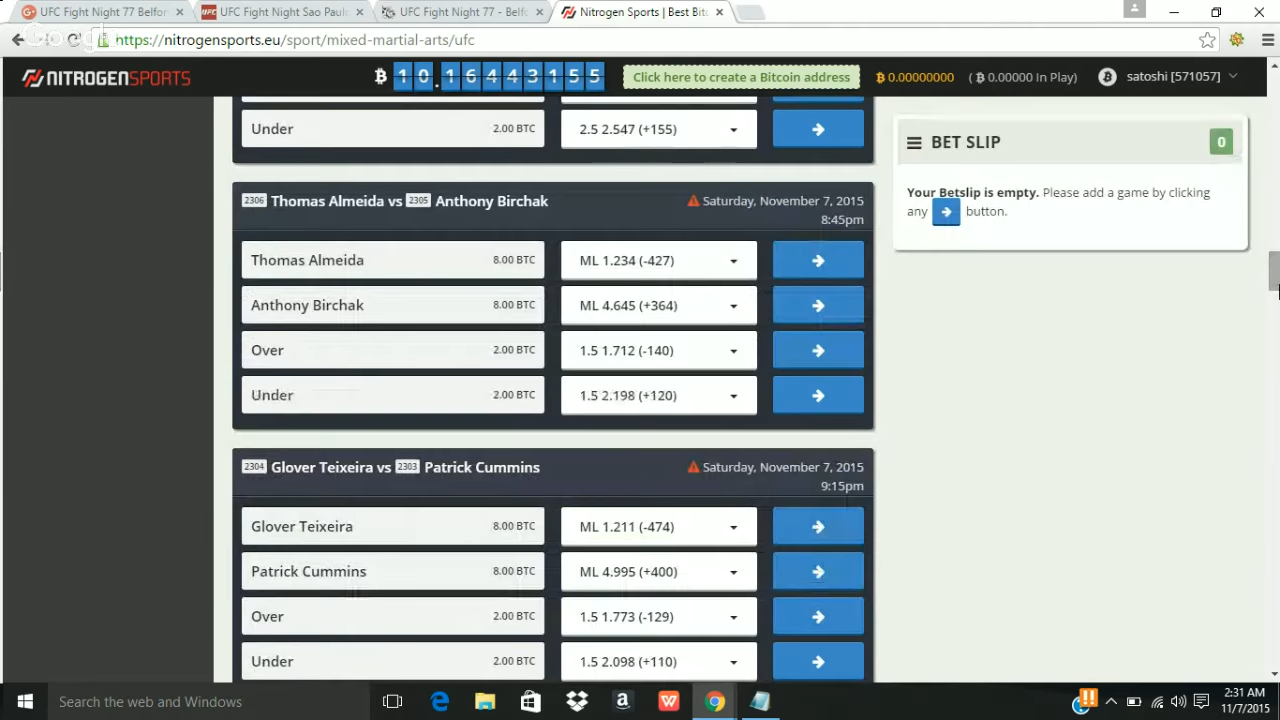 UFC Fight Night 77 Belfor
UFC Fight Night Sao Paul
UFC Fight Night 77 - Belfo
Nitrogen Sports | Best Bit
https://nitrogensports.eu/sport/mixed-martial-arts/ufc
NITROGENSPORTS
10.16443155
Click here to create a Bitcoin address
0.00000000
( 0.00000 In Play)
satoshi [571057]
Under 2.00 BTC 2.5 2.547 (+155)
BET SLIP 0
Your Betslip is empty. Please add a game by clicking
any button.
2306 Thomas Almeida vs 2305 Anthony Birchak Saturday, November 7, 2015
8:45pm
Thomas Almeida 8.00 BTC ML 1.234 (-427)
Anthony Birchak 8.00 BTC ML 4.645 (+364)
Over 2.00 BTC 1.5 1.712 (-140)
Under 2.00 BTC 1.5 2.198 (+120)
2304 Glover Teixeira vs 2303 Patrick Cummins Saturday, November 7, 2015
9:15pm
Glover Teixeira 8.00 BTC ML 1.211 (-474)
Patrick Cummins 8.00 BTC ML 4.995 (+400)
Over 2.00 BTC 1.5 1.773 (-129)
Under 2.00 BTC 1.5 2.098 (+110)
Search the web and Windows
2:31 AM
11/7/2015